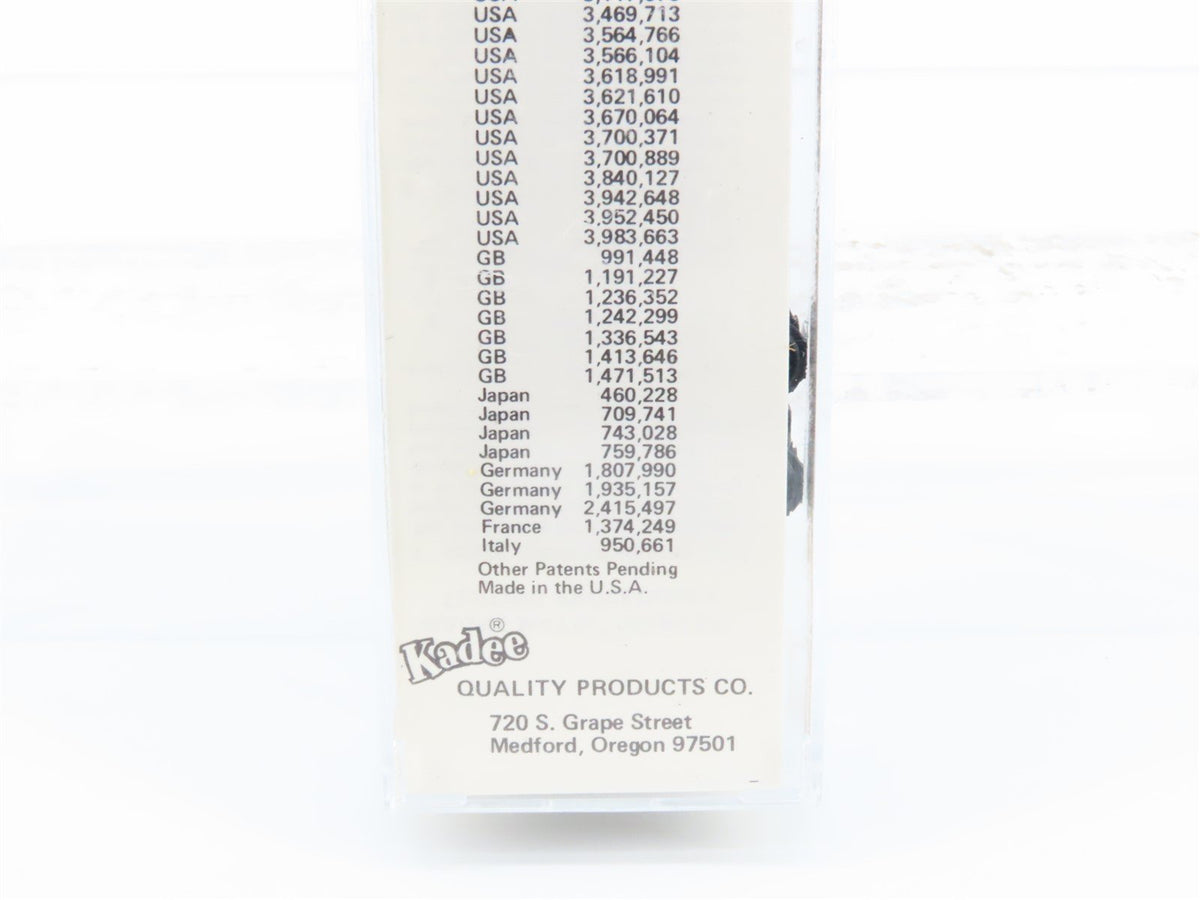 USA 3,469,713
USA 3,564,766
USA 3,566,104
USA 3,618,991
USA 3,621,610
USA 3,670,064
USA 3,700,371
USA 3,700,889
USA 3,840,127
USA 3,942,648
USA 3,952,450
USA 3,983,663
GB 991,448
GB 1,191,227
GB 1,236,352
GB 1,242,299
GB 1,336,543
GB 1,413,646
GB 1,471,513
Japan 460,228
Japan 709,741
Japan 743,028
Japan 759,786
Germany 1,807,990
Germany 1,935,157
Germany 2,415,497
France 1,374,249
Italy 950,661
Other Patents Pending
Made in the U.S.A.
Kadee®
QUALITY PRODUCTS CO.
720 S. Grape Street
Medford, Oregon 97501